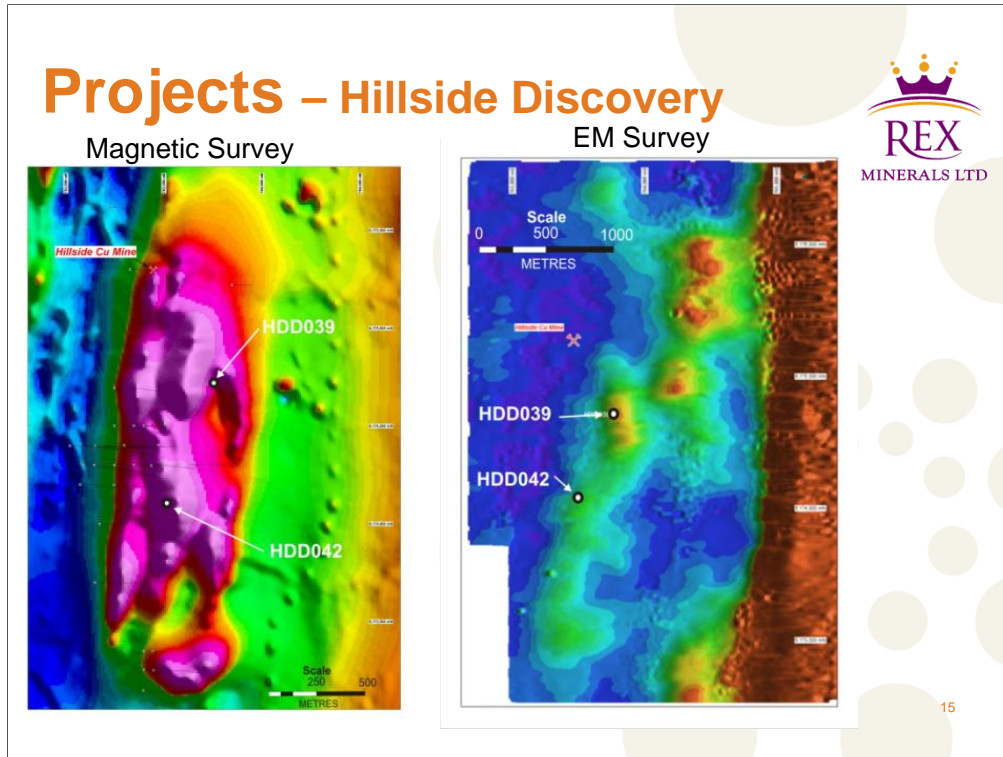 Projects – Hillside Discovery
REX
MINERALS LTD
Magnetic Survey
EM Survey
Hillside Cu Mine
HDD039
HDD042
Scale
0 250 500
METRES
Scale
0 500 1000
METRES
Hillside Cu Mine
HDD039
HDD042
15